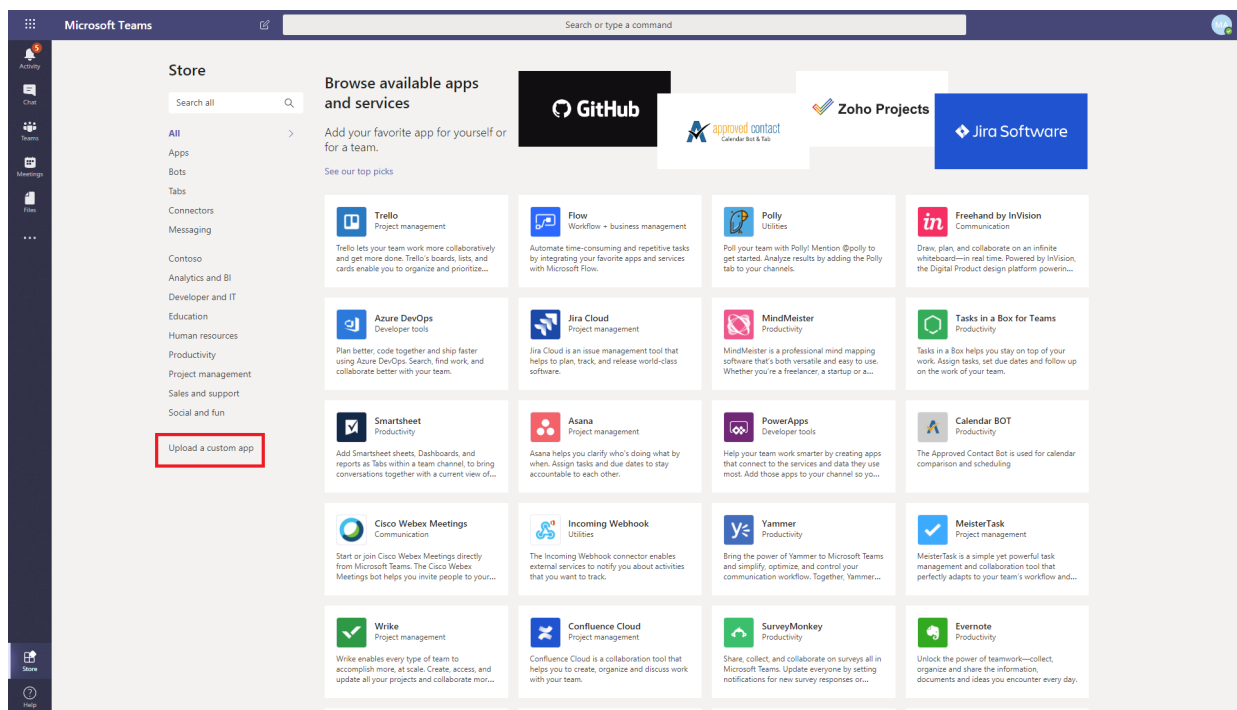 Microsoft Teams
Search or type a command
MA
5
Activity
Chat
Teams
Meetings
Files
Store
Help
Store
Search all
All
Apps
Bots
Tabs
Connectors
Messaging
Contoso
Analytics and BI
Developer and IT
Education
Human resources
Productivity
Project management
Sales and support
Social and fun
Upload a custom app
Browse available apps
and services
Add your favorite app for yourself or
for a team.
See our top picks
GitHub
approved contact
Calendar Bot & Tab
Zoho Projects
Jira Software
Trello
Project management
Trello lets your team work more collaboratively
and get more done. Trello's boards, lists, and
cards enable you to organize and prioritize...
Flow
Workflow + business management
Automate time-consuming and repetitive tasks
by integrating your favorite apps and services
with Microsoft Flow.
Polly
Utilities
Poll your team with Polly! Mention @polly to
get started. Analyze results by adding the Polly
tab to your channels.
in
Freehand by InVision
Communication
Draw, plan, and collaborate on an infinite
whiteboard—in real time. Powered by InVision,
the Digital Product design platform powerin...
Azure DevOps
Developer tools
Plan better, code together and ship faster
using Azure DevOps. Search, find work, and
collaborate better with your team.
Jira Cloud
Project management
Jira Cloud is an issue management tool that
helps to plan, track, and release world-class
software.
MindMeister
Productivity
MindMeister is a professional mind mapping
software that's both versatile and easy to use.
Whether you're a freelancer, a startup or a...
Tasks in a Box for Teams
Productivity
Tasks in a Box helps you stay on top of your
work. Assign tasks, set due dates and follow up
on the work of your team.
Smartsheet
Productivity
Add Smartsheet sheets, Dashboards, and
reports as Tabs within a team channel, to bring
conversations together with a current view of...
Asana
Project management
Asana helps you clarify who's doing what by
when. Assign tasks and due dates to stay
accountable to each other.
PowerApps
Developer tools
Help your team work smarter by creating apps
that connect to the services and data they use
most. Add those apps to your channel so yo...
Calendar BOT
Productivity
The Approved Contact Bot is used for calendar
comparison and scheduling
Cisco Webex Meetings
Communication
Start or join Cisco Webex Meetings directly
from Microsoft Teams. The Cisco Webex
Meetings bot helps you invite people to your...
Incoming Webhook
Utilities
The Incoming Webhook connector enables
external services to notify you about activities
that you want to track.
Yammer
Productivity
Bring the power of Yammer to Microsoft Teams
and simplify, optimize, and control your
communication workflow. Together, Yammer...
MeisterTask
Project management
MeisterTask is a simple yet powerful task
management and collaboration tool that
perfectly adapts to your team's workflow and...
Wrike
Project management
Wrike enables every type of team to
accomplish more, at scale. Create, access, and
update all your projects and collaborate mor...
Confluence Cloud
Project management
Confluence Cloud is a collaboration tool that
helps you to create, organize and discuss work
with your team.
SurveyMonkey
Productivity
Share, collect, and collaborate on surveys all in
Microsoft Teams. Update everyone by setting
notifications for new survey responses or...
Evernote
Productivity
Unlock the power of teamwork—collect,
organize and share the information,
documents and ideas you encounter every day.